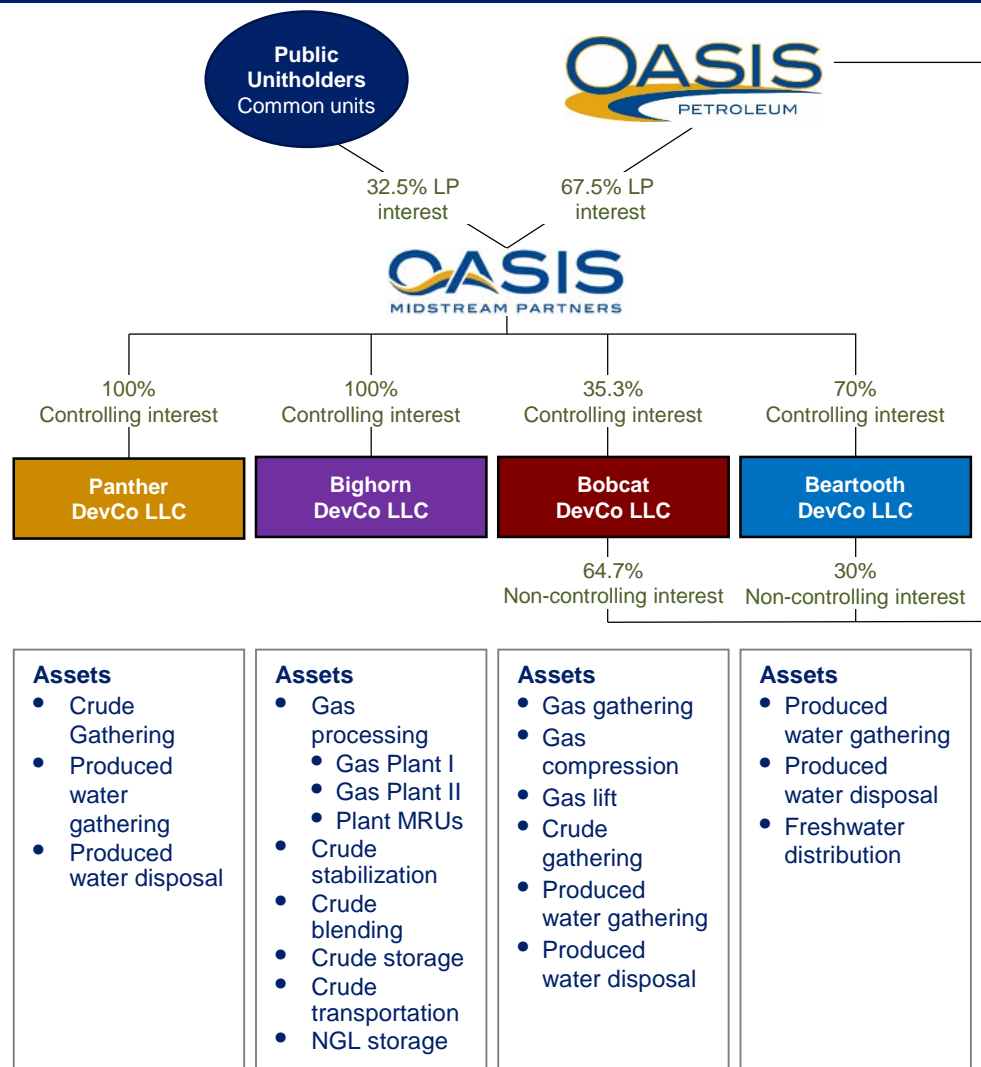 Public
Unitholders
Common units
OASIS
PETROLEUM
32.5% LP
interest
67.5% LP
interest
OASIS
MIDSTREAM PARTNERS
100%
Controlling interest
100%
Controlling interest
35.3%
Controlling interest
70%
Controlling interest
Panther
DevCo LLC
Bighorn
DevCo LLC
Bobcat
DevCo LLC
Beartooth
DevCo LLC
64.7%
Non-controlling interest
30%
Non-controlling interest
Assets
• Crude
Gathering
• Produced
water
gathering
• Produced
water disposal
Assets
• Gas
processing
• Gas Plant I
• Gas Plant II
• Plant MRUs
• Crude
stabilization
• Crude
blending
• Crude storage
• Crude
transportation
• NGL storage
Assets
• Gas gathering
• Gas
compression
• Gas lift
• Crude
gathering
• Produced
water gathering
• Produced
water disposal
Assets
• Produced
water gathering
• Produced
water disposal
• Freshwater
distribution